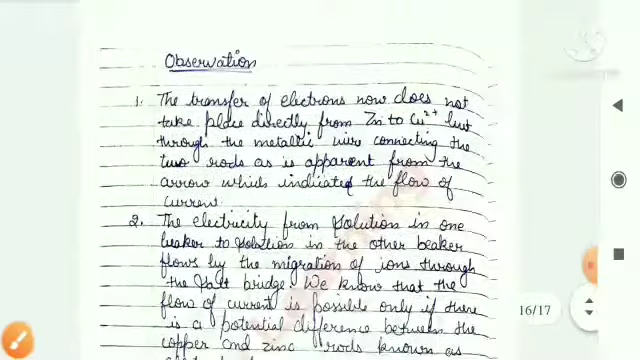 Observation
1. The transfer of electrons now does not
take place directly from Zn to Cu²⁺ but
through the metallic wire connecting the
two rods as is apparent from the
arrow which indicated the flow of
current
2. The electricity from solution in one
beaker to solution in the other beaker
flows by the migration of ions through
the salt bridge. We know that the
flow of current is possible only if there
is a potential difference between the
copper and zinc rods known as
16/17